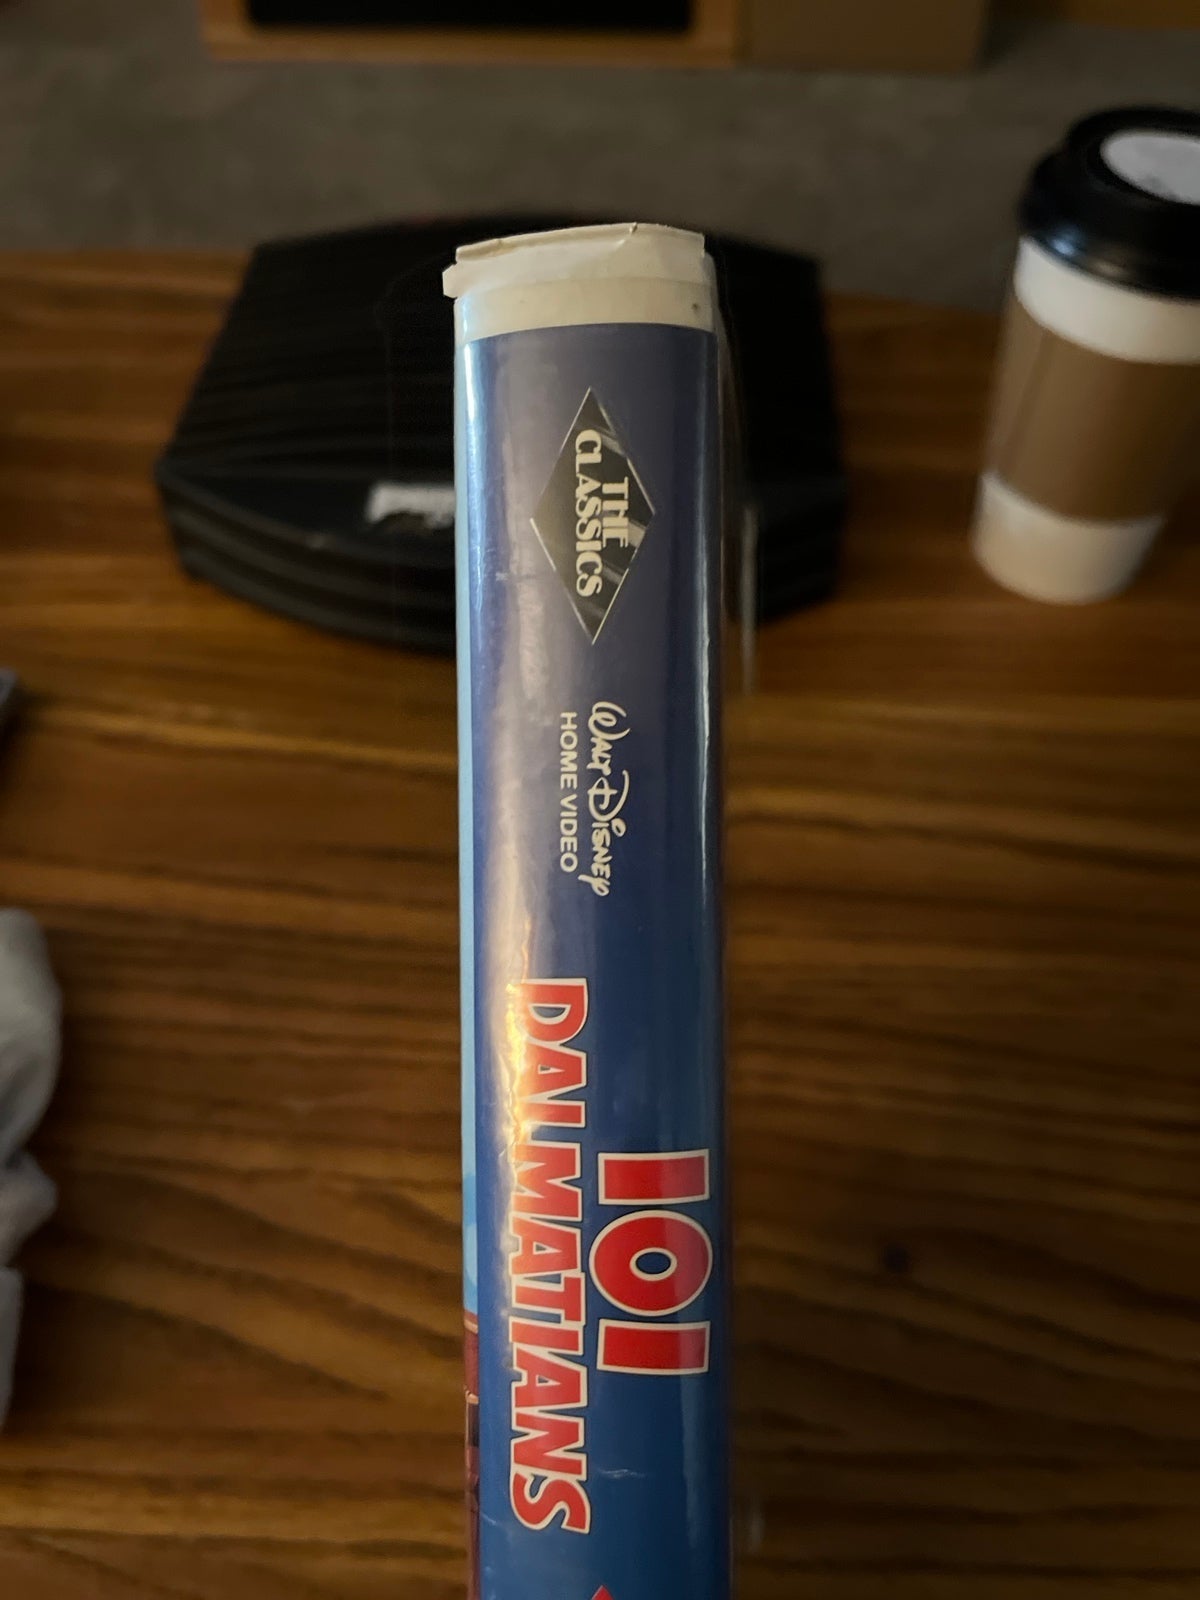 THE
CLASSICS
WALT DISNEY
HOME VIDEO
101
DALMATIANS